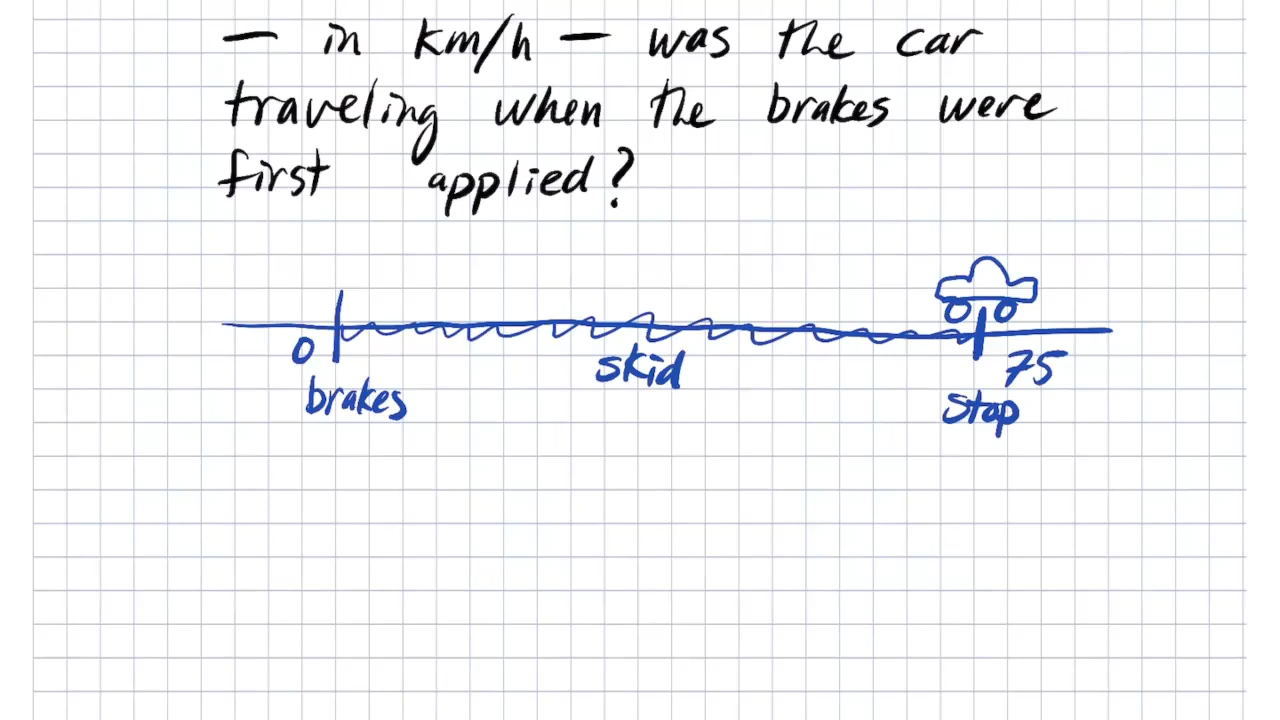 — in km/h — was the car
traveling when the brakes were
first applied?
0
75
skid
brakes
stop